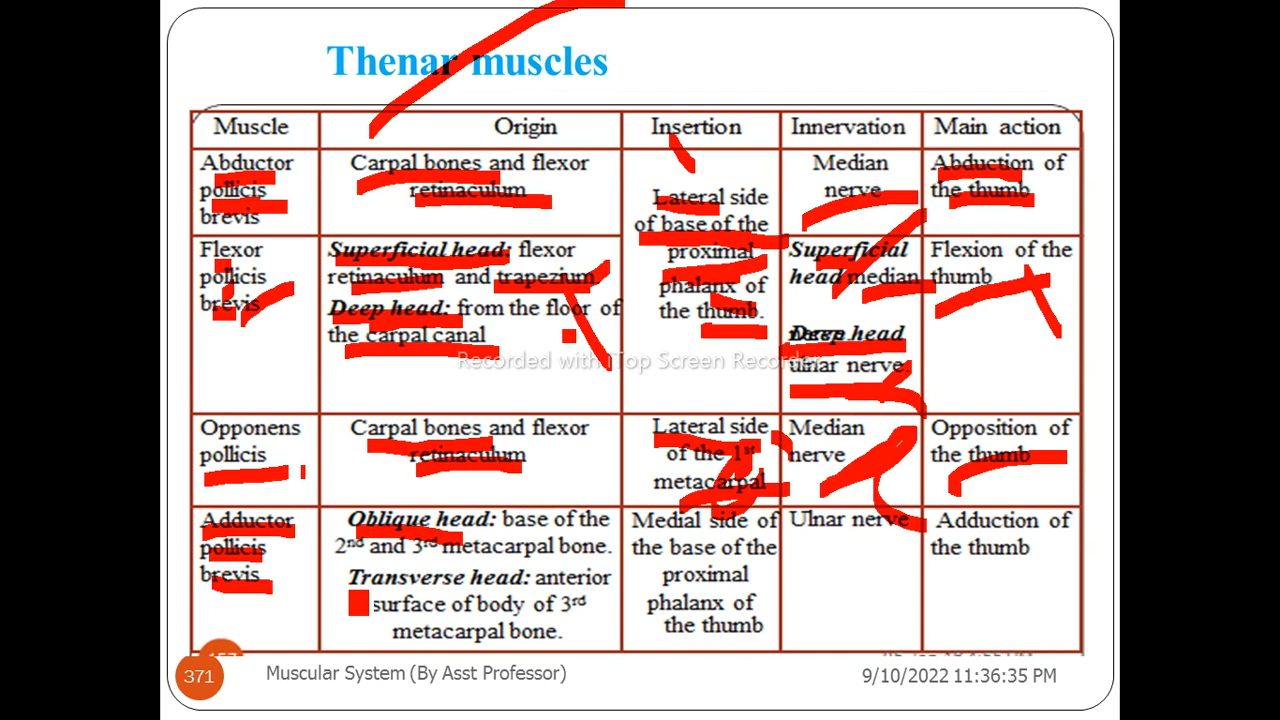 Thenar muscles
Muscle
Origin
Insertion
Innervation
Main action
Abductor
pollicis
brevis
Carpal bones and flexor
retinaculum
Lateral side
of base of the
proximal
phalanx of
the thumb.
Median
nerve
Abduction of
the thumb
Flexor
pollicis
brevis
Superficial head: flexor
retinaculum and trapezium.
Deep head: from the floor of
the carpal canal
Superficial
head median
Deep head
ulnar nerve.
Flexion of the
thumb
Opponens
pollicis
Carpal bones and flexor
retinaculum
Lateral side
of the 1st
metacarpal
Median
nerve
Opposition of
the thumb
Adductor
pollicis
brevis
Oblique head: base of the
2nd and 3rd metacarpal bone.
Transverse head: anterior
surface of body of 3rd
metacarpal bone.
Medial side of
the base of the
proximal
phalanx of
the thumb
Ulnar nerve
Adduction of
the thumb
Recorded with iTop Screen Recorder
371
Muscular System (By Asst Professor)
9/10/2022 11:36:35 PM